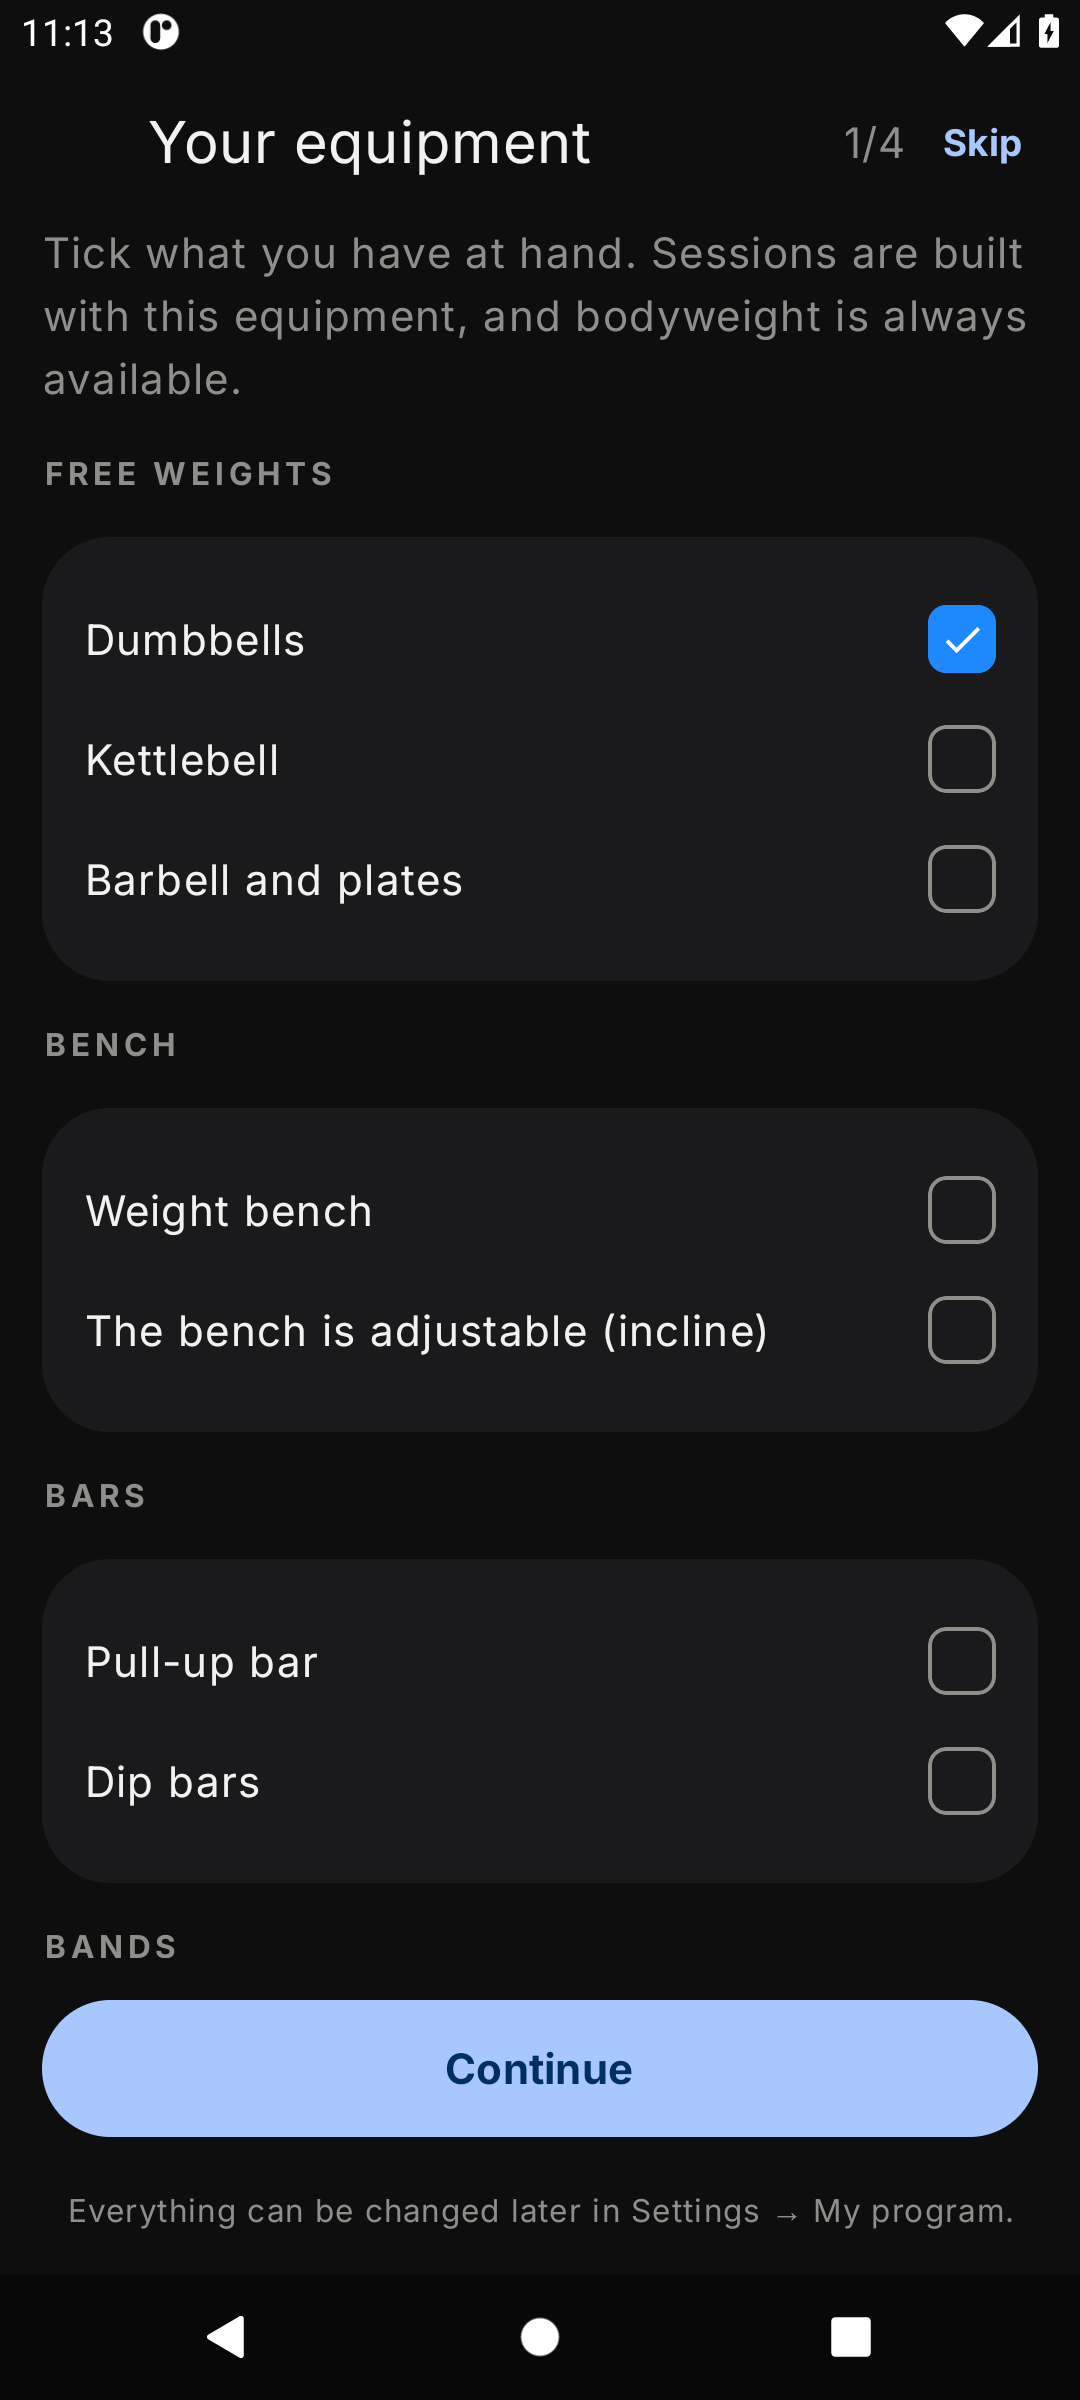 11:13
Your equipment
1/4 Skip
Tick what you have at hand. Sessions are built
with this equipment, and bodyweight is always
available.
FREE WEIGHTS
Dumbbells
Kettlebell
Barbell and plates
BENCH
Weight bench
The bench is adjustable (incline)
BARS
Pull-up bar
Dip bars
BANDS
Continue
Everything can be changed later in Settings → My program.